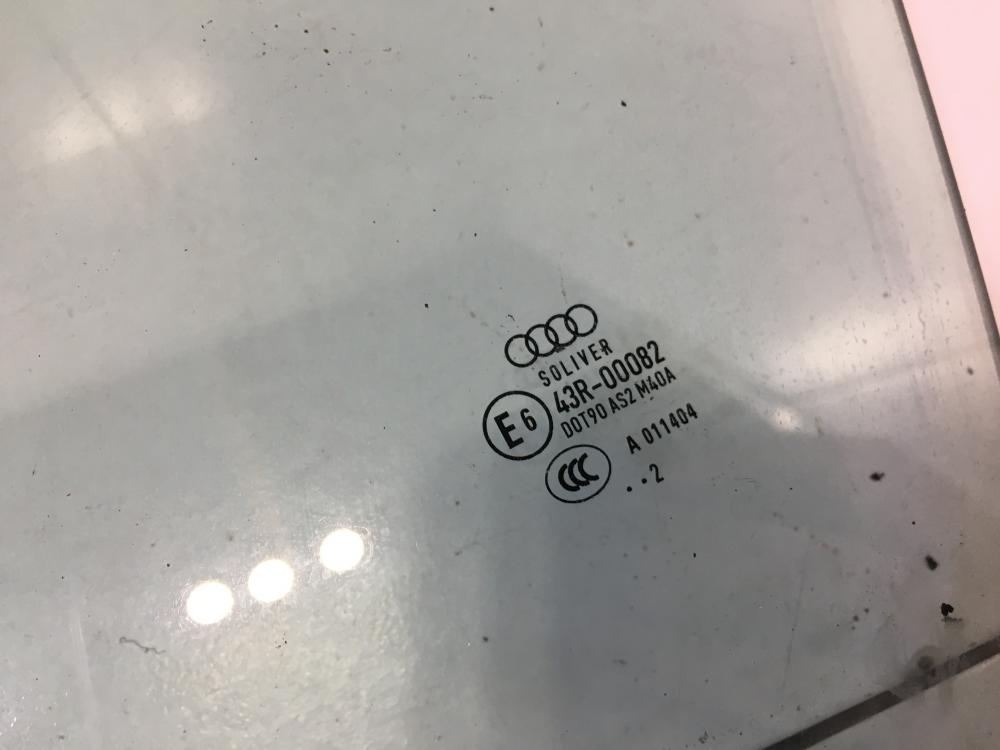 SOLIVER
E6 43R-00082
DOT90 AS2 M40A
CCC A 011404
..2